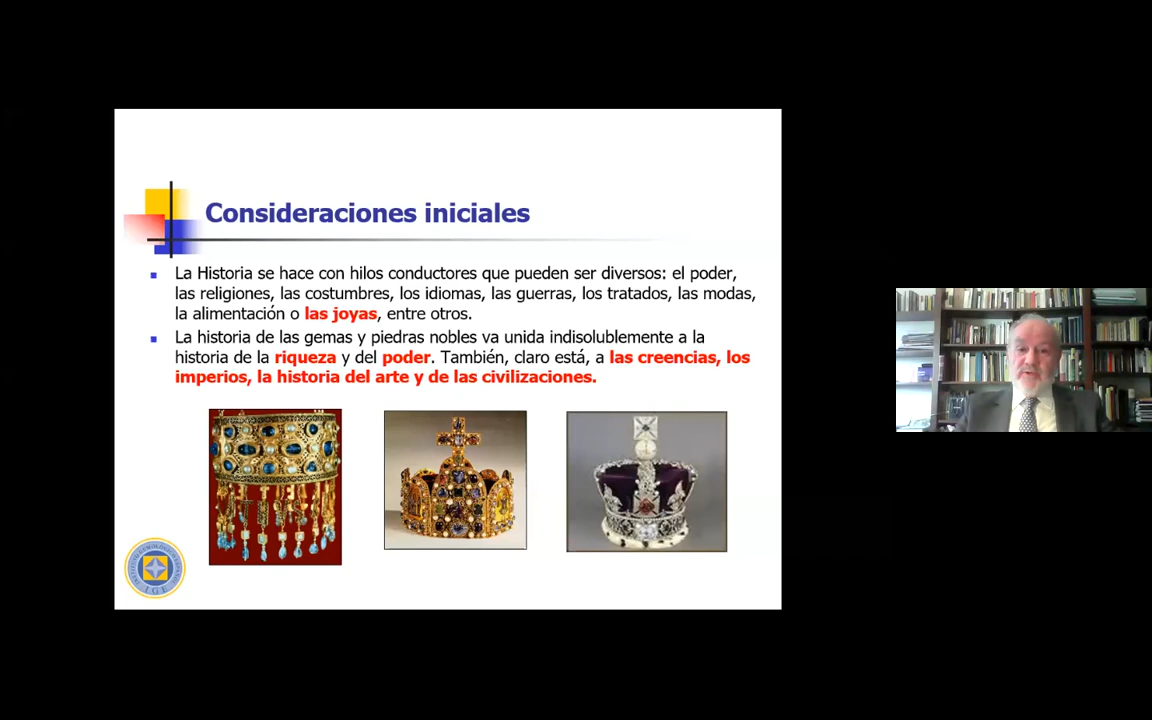 Consideraciones iniciales
La Historia se hace con hilos conductores que pueden ser diversos: el poder,
las religiones, las costumbres, los idiomas, las guerras, los tratados, las modas,
la alimentación o las joyas, entre otros.
La historia de las gemas y piedras nobles va unida indisolublemente a la
historia de la riqueza y del poder. También, claro está, a las creencias, los
imperios, la historia del arte y de las civilizaciones.
IGE